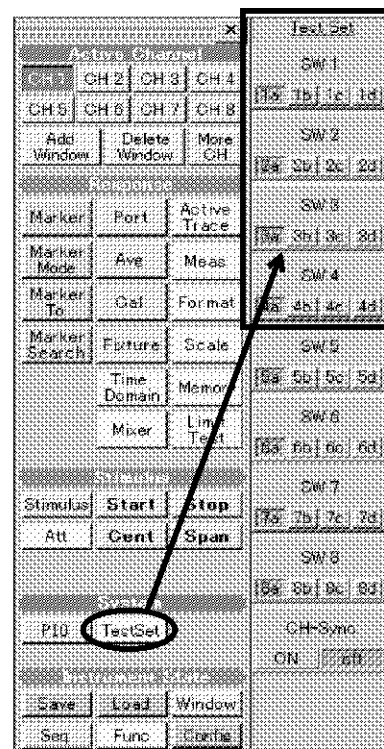 ×
Active Channel
CH 1 CH 2 CH 3 CH 4
CH 5 CH 6 CH 7 CH 8
Add Window Delete Window More CH
Response
Marker Port Active Trace
Marker Mode Ave Meas
Marker To Cal Format
Marker Search Fixture Scale
Time Domain Memory
Mixer Limit Test
Stimulus
Stimulus Start Stop
Att Cent Span
System
PIO TestSet
Instrument State
Save Load Window
Seq Func Config
Test Set
SW 1
1a 1b 1c 1d
SW 2
2a 2b 2c 2d
SW 3
3a 3b 3c 3d
SW 4
4a 4b 4c 4d
SW 5
5a 5b 5c 5d
SW 6
6a 6b 6c 6d
SW 7
7a 7b 7c 7d
SW 8
8a 8b 8c 8d
CH-Sync
ON off